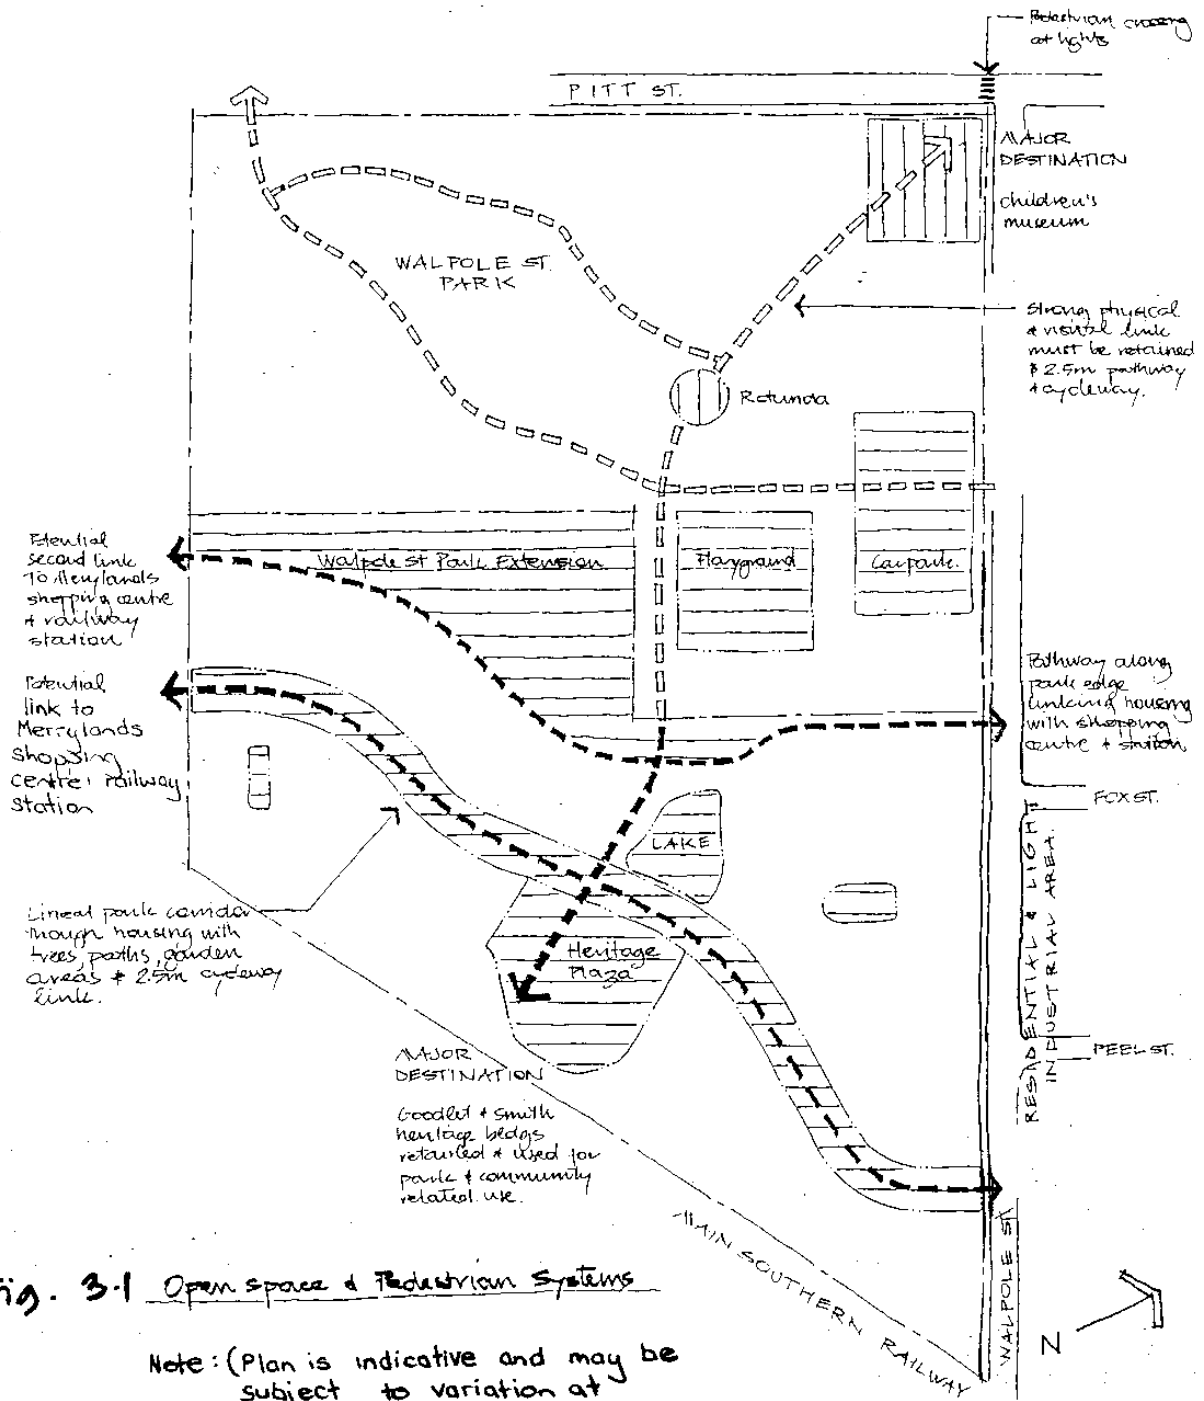 Pedestrian crossing
at lights
PITT ST.
MAJOR
DESTINATION
children's
museum
WALPOLE ST.
PARK
Strong physical
& visual link
must be retained
& 2.5m pathway
& cycleway.
Rotunda
Potential
second link
to Merrylands
shopping centre
& railway
station
Walpole St Park Extension
Playground
Carpark.
Potential
link to
Merrylands
shopping
centre & railway
station
Pathway along
park edge
linking housing
with shopping
centre & station
FOX ST.
LAKE
RESADENTIAL & LIGHT
INDUSTRIAL AREA.
Lineal park corridor
through housing with
trees, paths, garden
areas & 2.5m cycleway
link.
Heritage
Plaza
PEEL ST.
MAJOR
DESTINATION
Goodlet & Smith
heritage bldgs
retained & used for
park & community
related use.
MAIN SOUTHERN RAILWAY
WALPOLE ST
N
Fig. 3.1 Open space & Pedestrian Systems
Note: (Plan is indicative and may be
subject to variation at